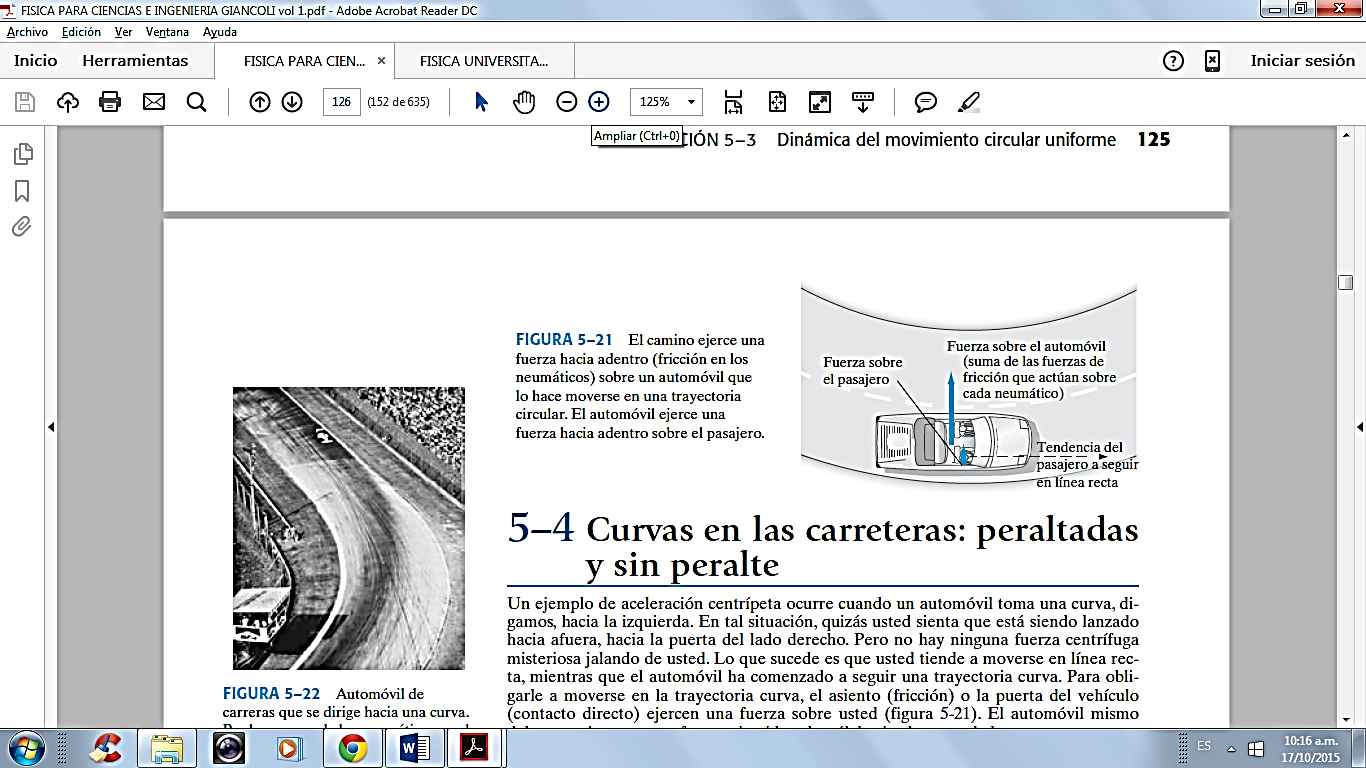 FISICA PARA CIENCIAS E INGENIERIA GIANCOLI vol 1.pdf - Adobe Acrobat Reader DC
Archivo Edición Ver Ventana Ayuda
Inicio Herramientas FISICA PARA CIEN... × FISICA UNIVERSITA... Iniciar sesión
126 (152 de 635) 125%
Ampliar (Ctrl+0)
CIÓN 5–3 Dinámica del movimiento circular uniforme 125
FIGURA 5–21 El camino ejerce una
fuerza hacia adentro (fricción en los
neumáticos) sobre un automóvil que
lo hace moverse en una trayectoria
circular. El automóvil ejerce una
fuerza hacia adentro sobre el pasajero.
Fuerza sobre
el pasajero
Fuerza sobre el automóvil
(suma de las fuerzas de
fricción que actúan sobre
cada neumático)
Tendencia del
pasajero a seguir
en línea recta
5–4 Curvas en las carreteras: peraltadas
y sin peralte
Un ejemplo de aceleración centrípeta ocurre cuando un automóvil toma una curva, di-
gamos, hacia la izquierda. En tal situación, quizás usted sienta que está siendo lanzado
hacia afuera, hacia la puerta del lado derecho. Pero no hay ninguna fuerza centrífuga
misteriosa jalando de usted. Lo que sucede es que usted tiende a moverse en línea rec-
ta, mientras que el automóvil ha comenzado a seguir una trayectoria curva. Para obli-
garle a moverse en la trayectoria curva, el asiento (fricción) o la puerta del vehículo
(contacto directo) ejercen una fuerza sobre usted (figura 5-21). El automóvil mismo
FIGURA 5–22 Automóvil de
carreras que se dirige hacia una curva.
ES
10:16 a.m.
17/10/2015